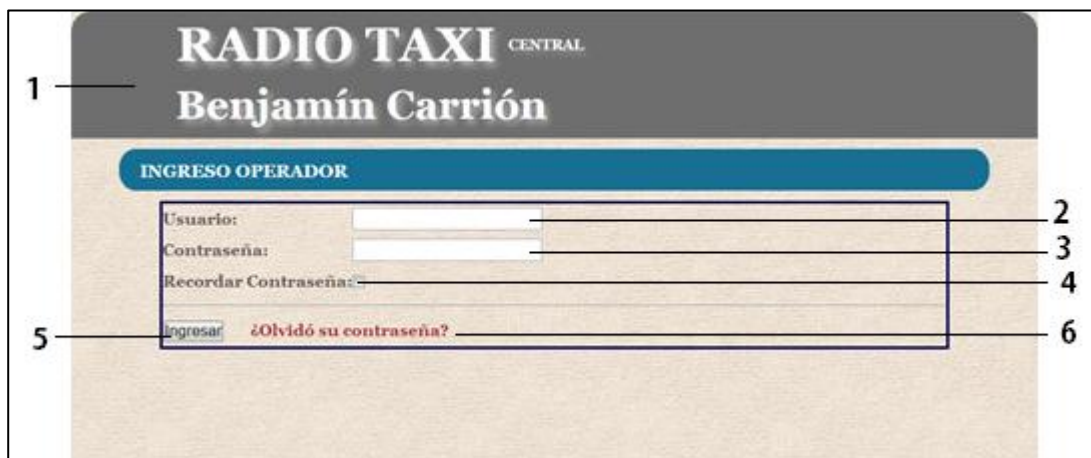 RADIO TAXI CENTRAL
1
Benjamín Carrión
INGRESO OPERADOR
Usuario: 2
Contraseña: 3
Recordar Contraseña: 4
5 Ingresar ¿Olvidó su contraseña? 6